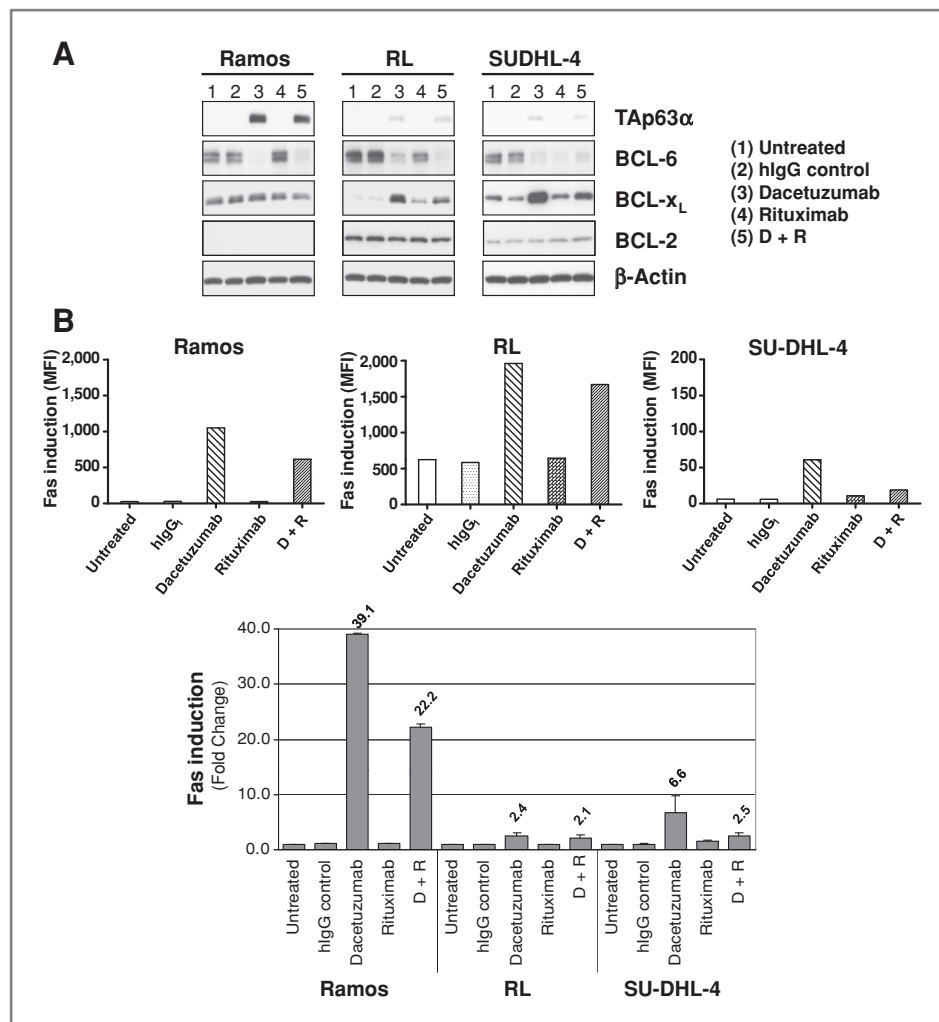 A
Ramos RL SUDHL-4
1 2 3 4 5 1 2 3 4 5 1 2 3 4 5
TAp63α
BCL-6
BCL-xL
BCL-2
β-Actin
(1) Untreated
(2) hIgG control
(3) Dacetuzumab
(4) Rituximab
(5) D + R
B
Ramos
Fas induction (MFI)
2,000
1,500
1,000
500
0
Untreated
hIgG1
Dacetuzumab
Rituximab
D + R
RL
Fas induction (MFI)
2,000
1,500
1,000
500
0
Untreated
hIgG1
Dacetuzumab
Rituximab
D + R
SU-DHL-4
Fas induction (MFI)
200
150
100
50
0
Untreated
hIgG1
Dacetuzumab
Rituximab
D + R
Fas induction
(Fold Change)
40.0
30.0
20.0
10.0
0.0
39.1
22.2
2.4
2.1
6.6
2.5
Untreated
hIgG control
Dacetuzumab
Rituximab
D + R
Untreated
hIgG control
Dacetuzumab
Rituximab
D + R
Untreated
hIgG control
Dacetuzumab
Rituximab
D + R
Ramos RL SU-DHL-4